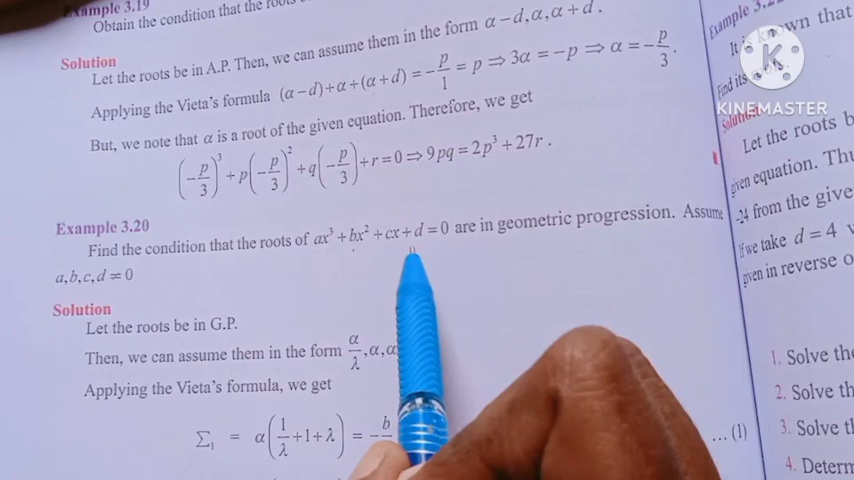 Example 3.19
Obtain the condition that the roots
Solution
Let the roots be in A.P. Then, we can assume them in the form α − d, α, α + d .
Applying the Vieta's formula (α − d) + α + (α + d) = −p/1 = p ⇒ 3α = −p ⇒ α = −p/3 .
But, we note that α is a root of the given equation. Therefore, we get
(−p/3)³ + p(−p/3)² + q(−p/3) + r = 0 ⇒ 9pq = 2p³ + 27r .
Example 3.20
Find the condition that the roots of ax³ + bx² + cx + d = 0 are in geometric progression. Assume
a, b, c, d ≠ 0
Solution
Let the roots be in G.P.
Then, we can assume them in the form α/λ, α, α
Applying the Vieta's formula, we get
Σ₁ = α(1/λ + 1 + λ) = −b
... (1)
Example 3.2
It is known that
Find its roots.
Solution
Let the roots b
given equation. Thu
-24 from the give
If we take d = 4
given in reverse o
1. Solve the
2. Solve th
3. Solve t
4. Determ
KINEMASTER